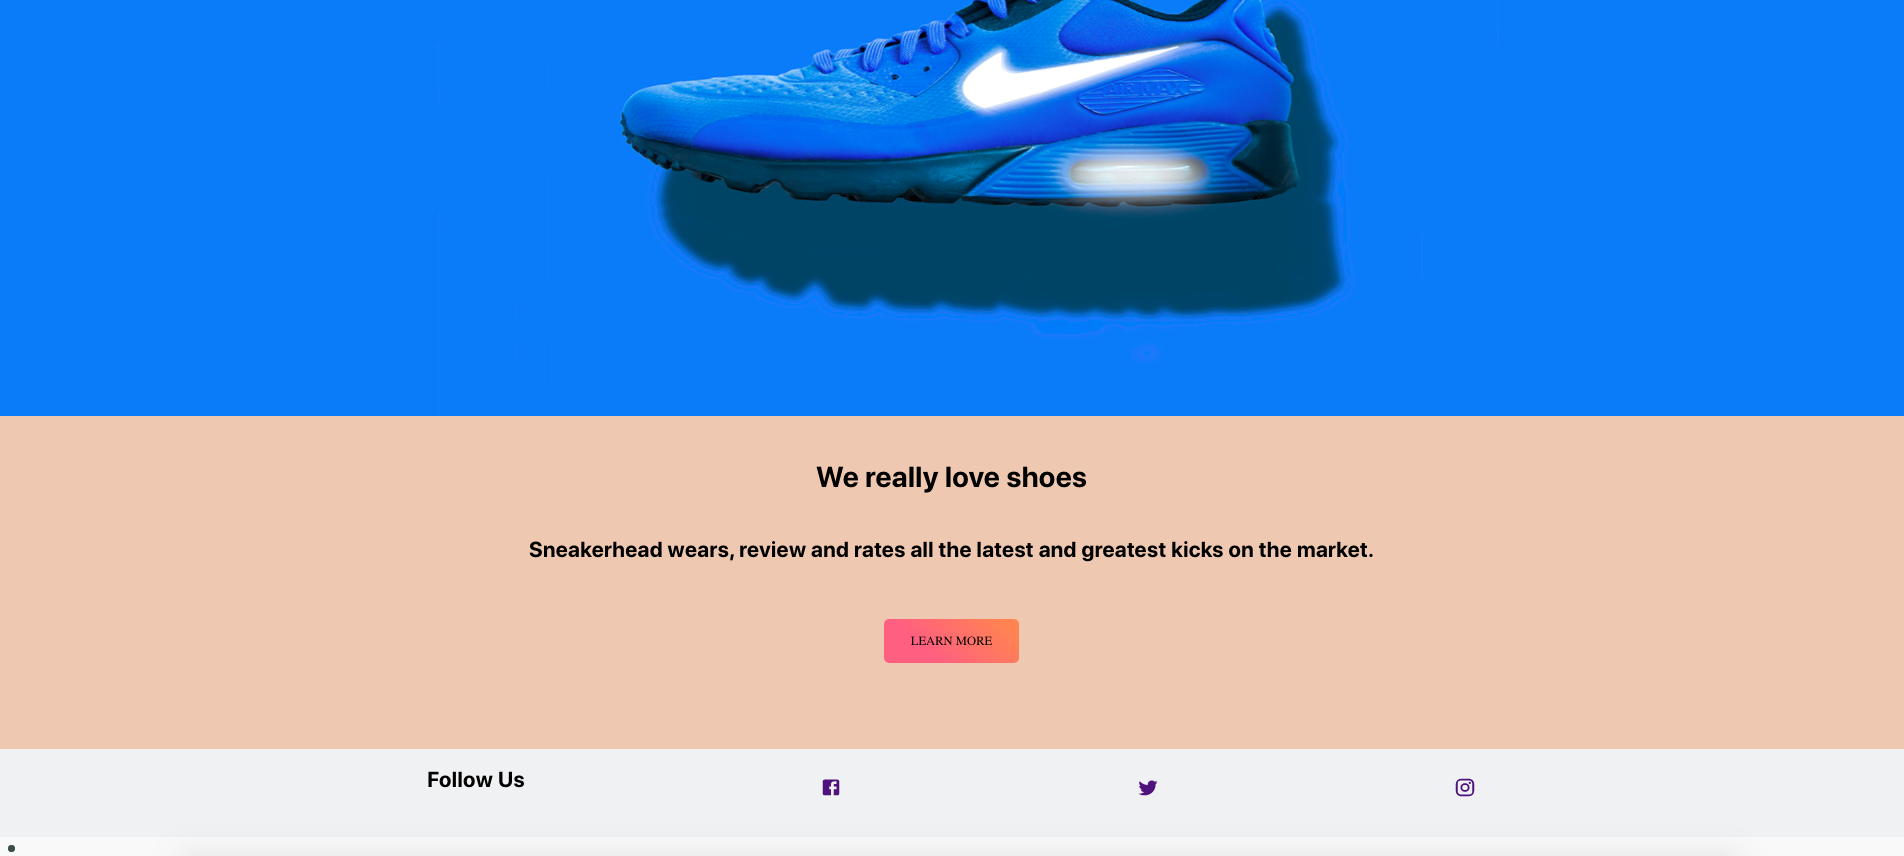 AIR MAX
We really love shoes
Sneakerhead wears, review and rates all the latest and greatest kicks on the market.
LEARN MORE
Follow Us